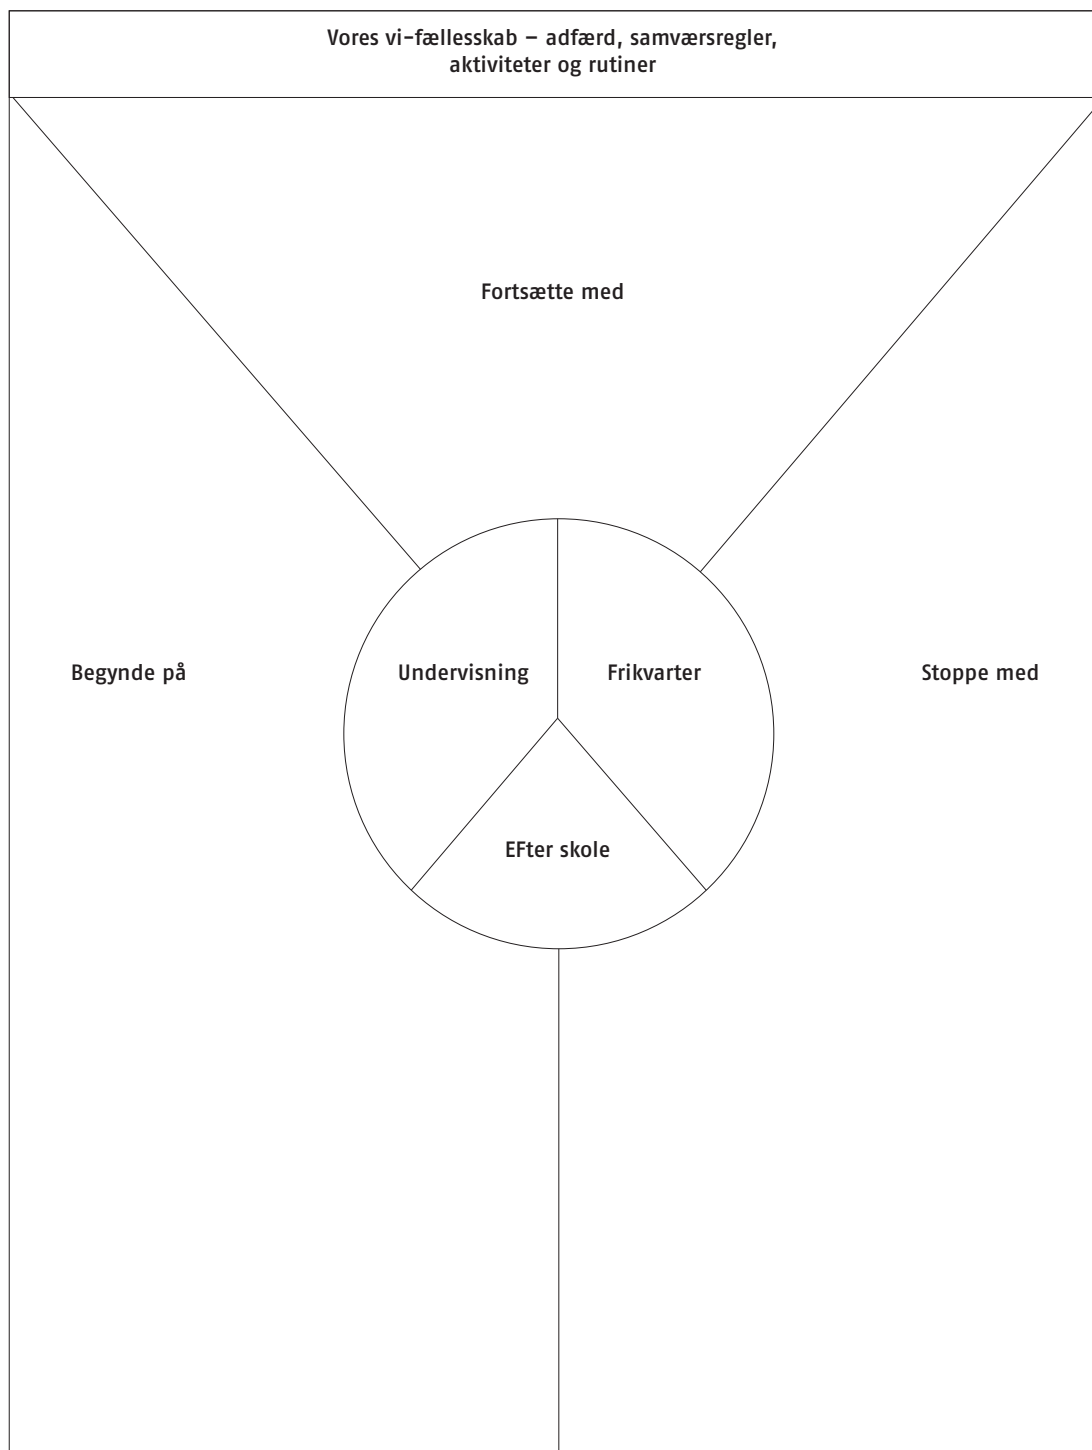 Vores vi-fællesskab – adfærd, samværsregler,
aktiviteter og rutiner
Fortsætte med
Begynde på
Undervisning
Frikvarter
Stoppe med
EFter skole